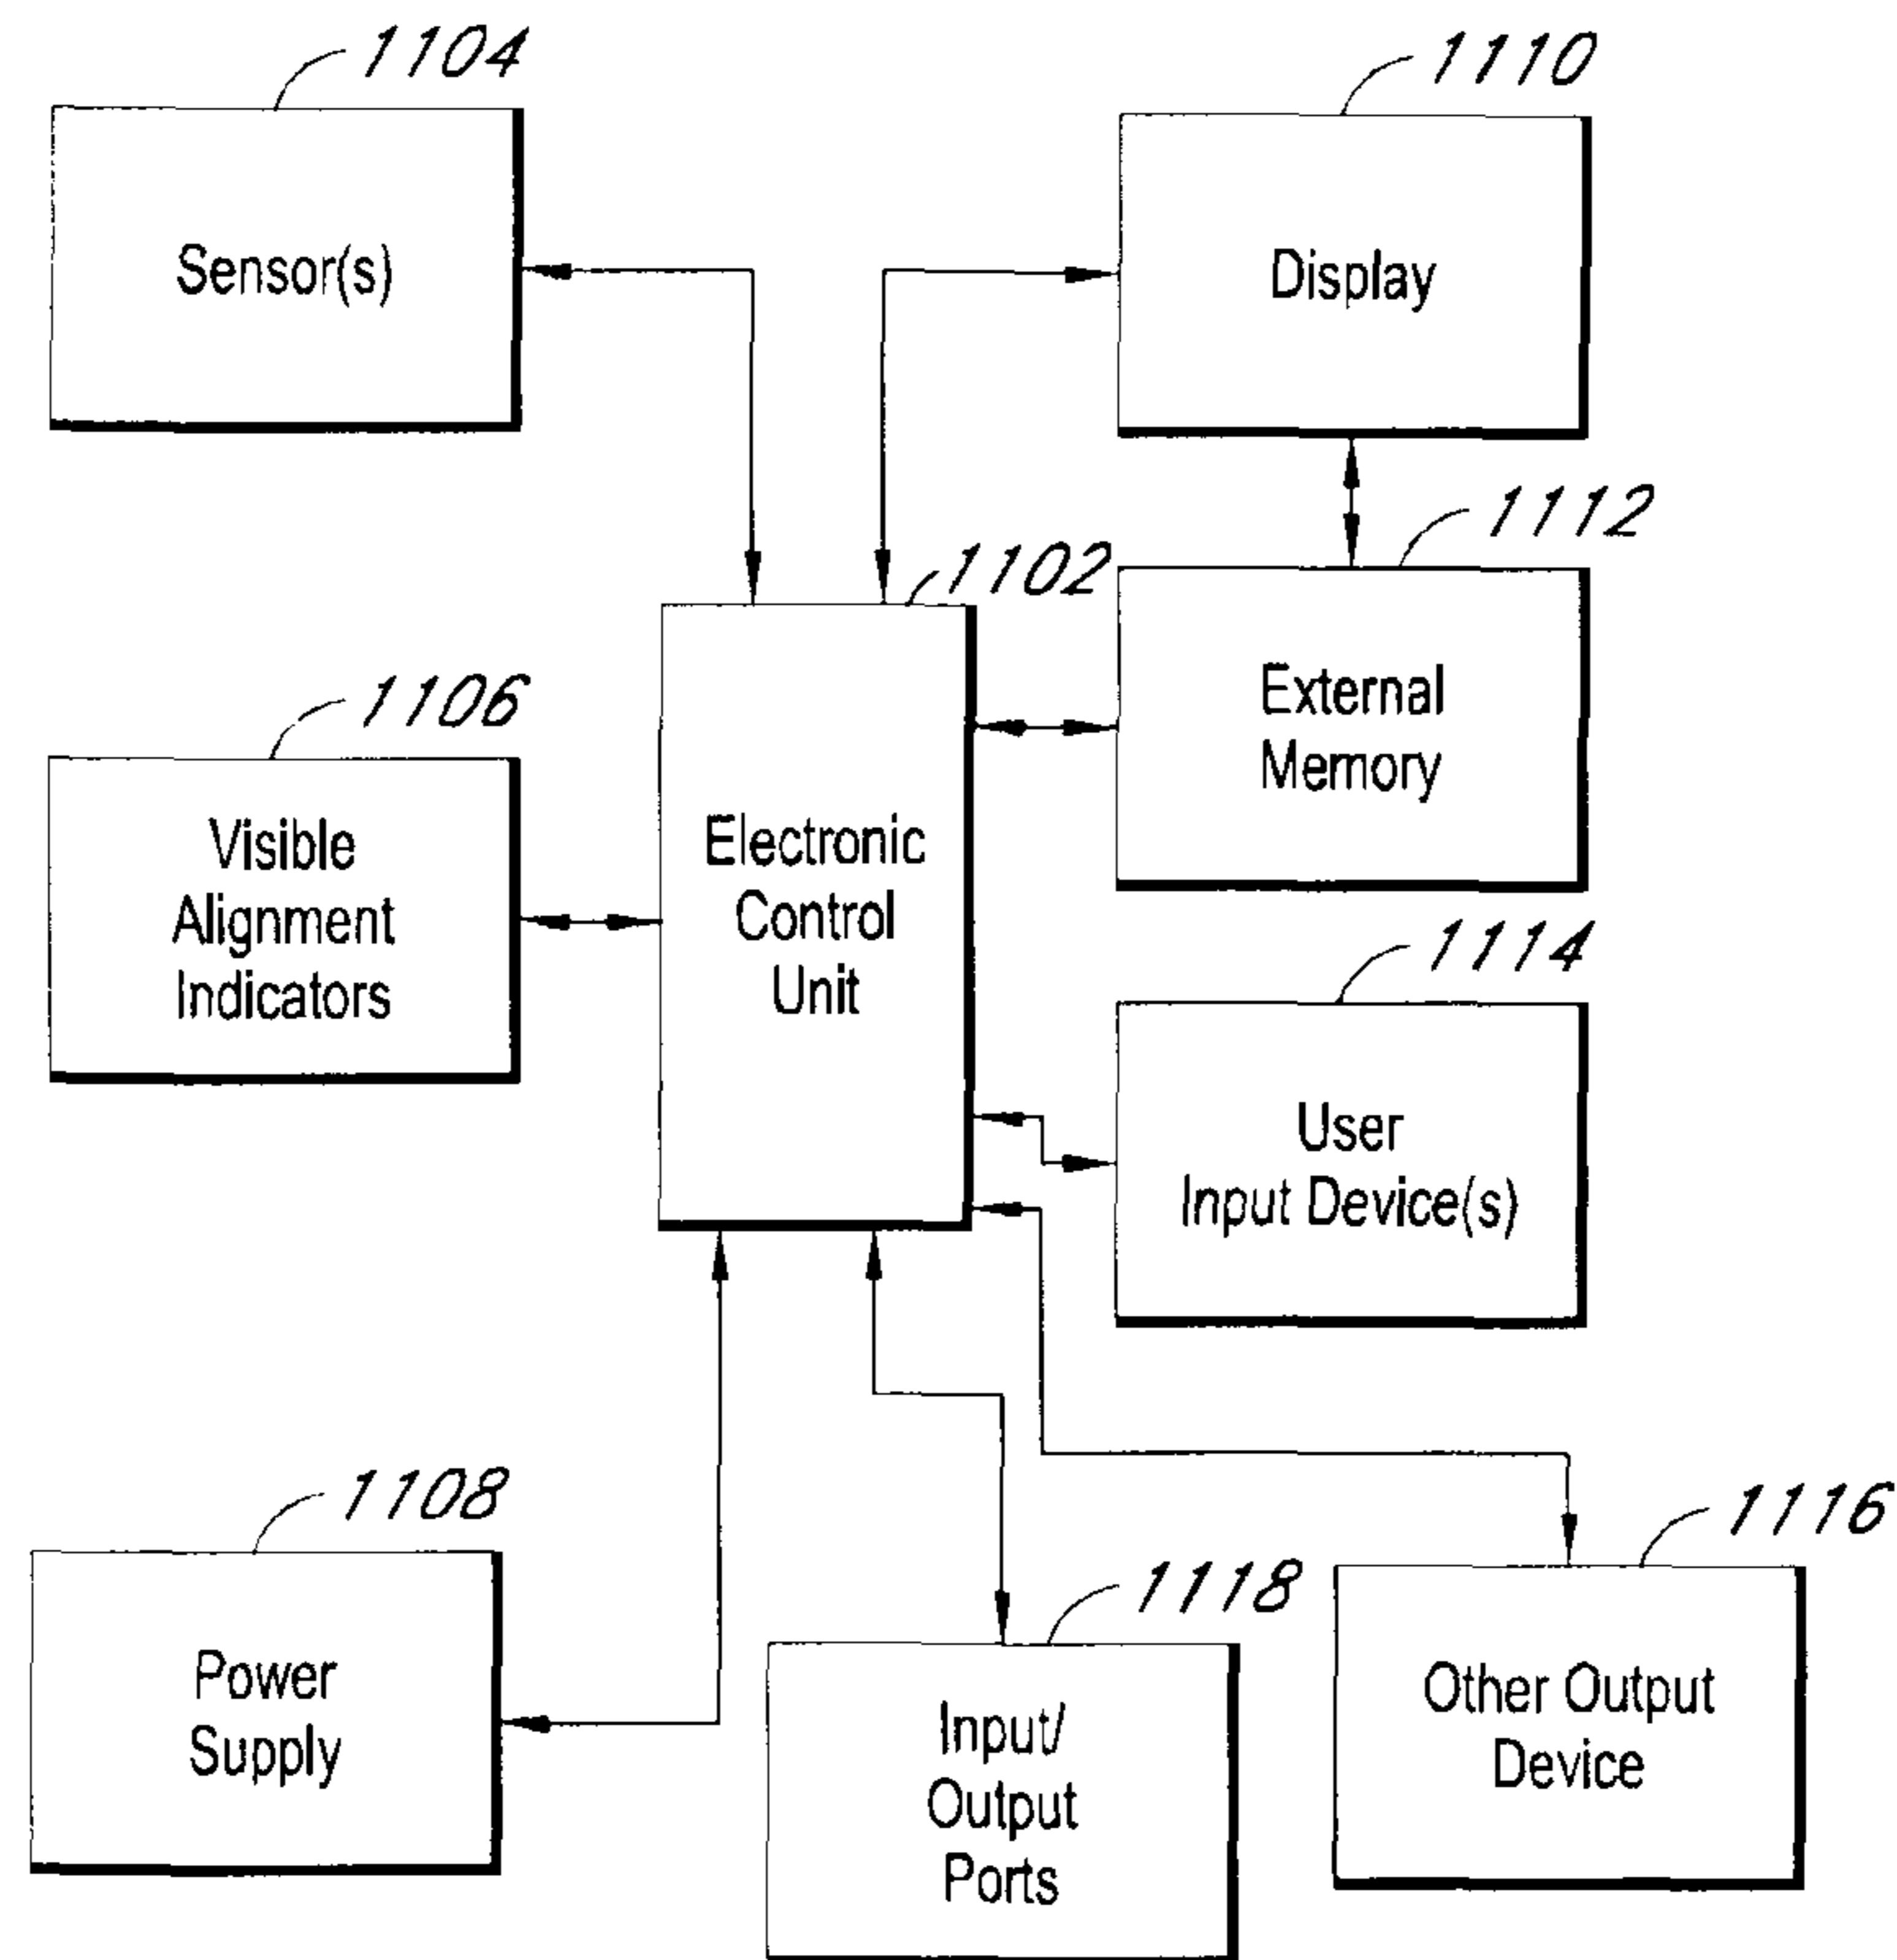 1104
Sensor(s)
1110
Display
1112
External
Memory
1102
Electronic
Control
Unit
1106
Visible
Alignment
Indicators
1114
User
Input Device(s)
1108
Power
Supply
1118
Input/
Output
Ports
1116
Other Output
Device